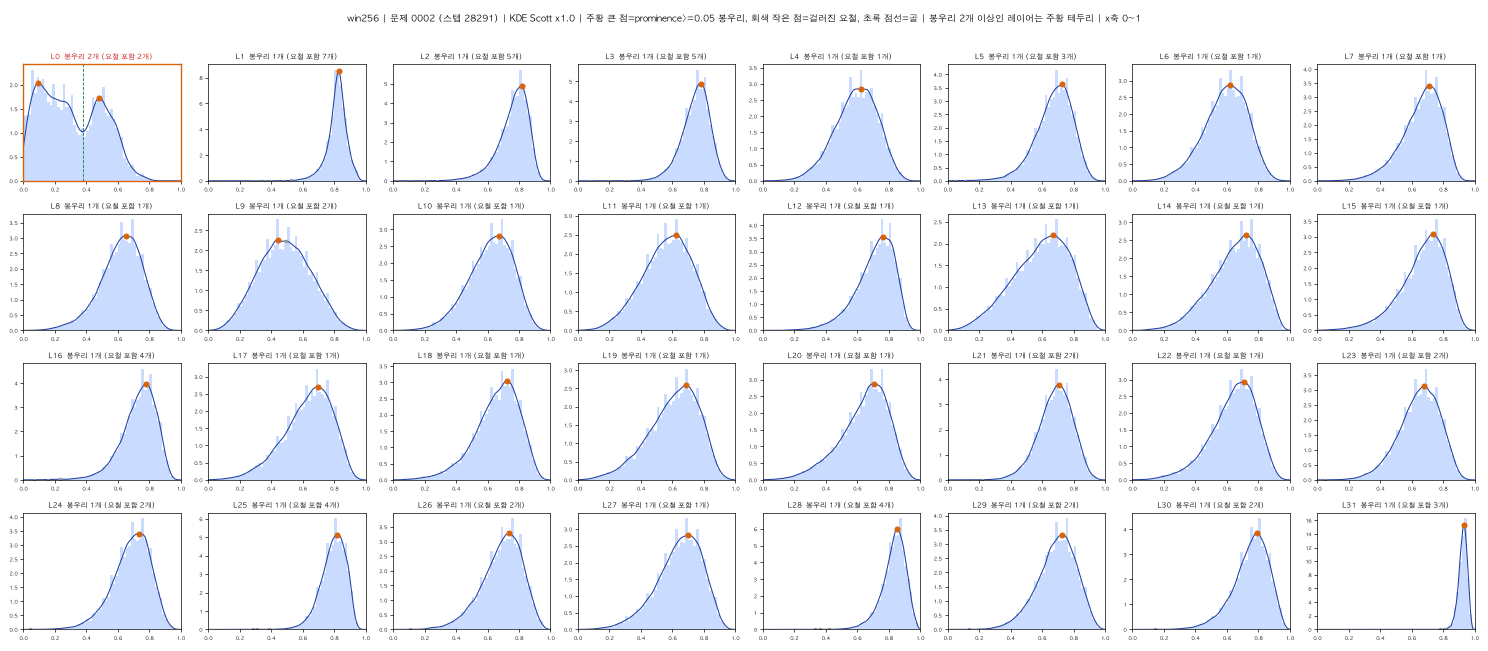 win256 | 문제 0002 (스텝 28291) | KDE Scott x1.0 | 주황 큰 점=prominence>=0.05 봉우리, 회색 작은 점=걸러진 요철, 초록 점선=골 | 봉우리 2개 이상인 레이어는 주황 테두리 | x축 0~1
L0 봉우리 2개 (요철 포함 2개)
L1 봉우리 1개 (요철 포함 7개)
L2 봉우리 1개 (요철 포함 5개)
L3 봉우리 1개 (요철 포함 5개)
L4 봉우리 1개 (요철 포함 1개)
L5 봉우리 1개 (요철 포함 3개)
L6 봉우리 1개 (요철 포함 1개)
L7 봉우리 1개 (요철 포함 1개)
L8 봉우리 1개 (요철 포함 1개)
L9 봉우리 1개 (요철 포함 2개)
L10 봉우리 1개 (요철 포함 1개)
L11 봉우리 1개 (요철 포함 1개)
L12 봉우리 1개 (요철 포함 1개)
L13 봉우리 1개 (요철 포함 1개)
L14 봉우리 1개 (요철 포함 1개)
L15 봉우리 1개 (요철 포함 1개)
L16 봉우리 1개 (요철 포함 4개)
L17 봉우리 1개 (요철 포함 1개)
L18 봉우리 1개 (요철 포함 1개)
L19 봉우리 1개 (요철 포함 1개)
L20 봉우리 1개 (요철 포함 1개)
L21 봉우리 1개 (요철 포함 2개)
L22 봉우리 1개 (요철 포함 1개)
L23 봉우리 1개 (요철 포함 2개)
L24 봉우리 1개 (요철 포함 2개)
L25 봉우리 1개 (요철 포함 4개)
L26 봉우리 1개 (요철 포함 2개)
L27 봉우리 1개 (요철 포함 1개)
L28 봉우리 1개 (요철 포함 4개)
L29 봉우리 1개 (요철 포함 2개)
L30 봉우리 1개 (요철 포함 2개)
L31 봉우리 1개 (요철 포함 3개)